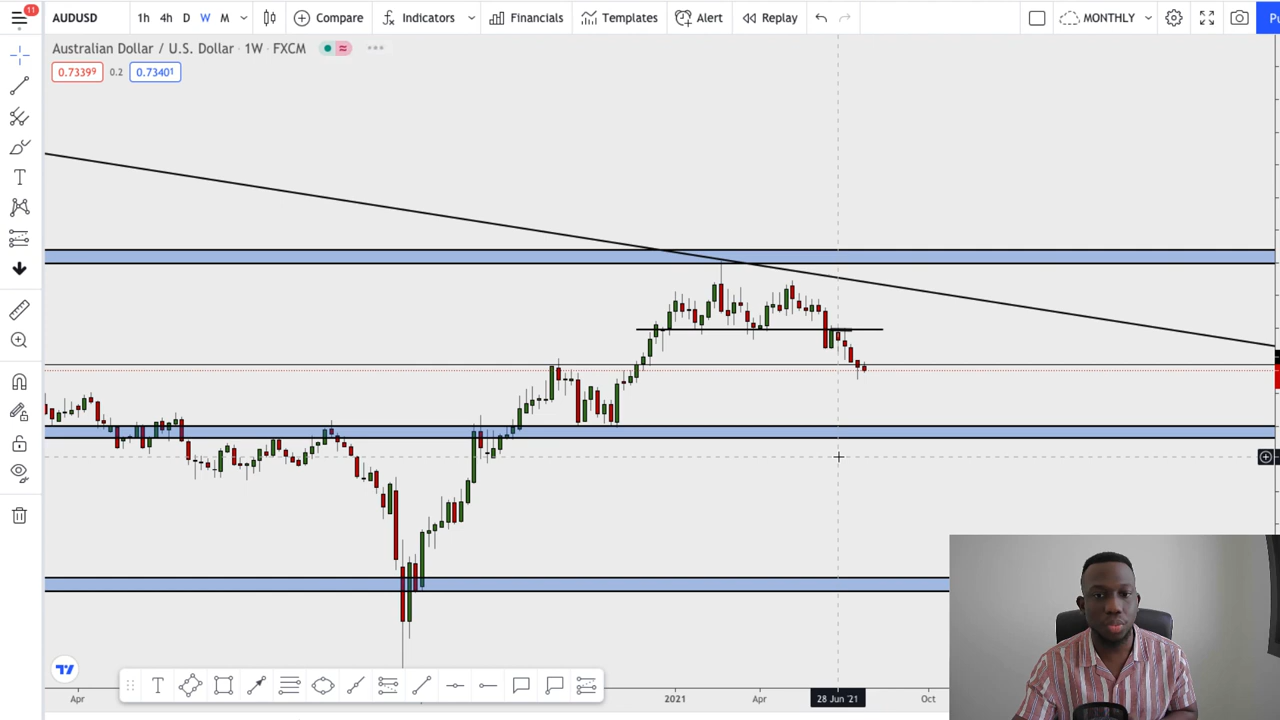 11 AUDUSD 1h 4h D W M Compare Indicators Financials Templates Alert Replay MONTHLY
Australian Dollar / U.S. Dollar · 1W · FXCM
0.73399 0.2 0.73401
T
T
Apr 2021 Apr 28 Jun '21 Oct